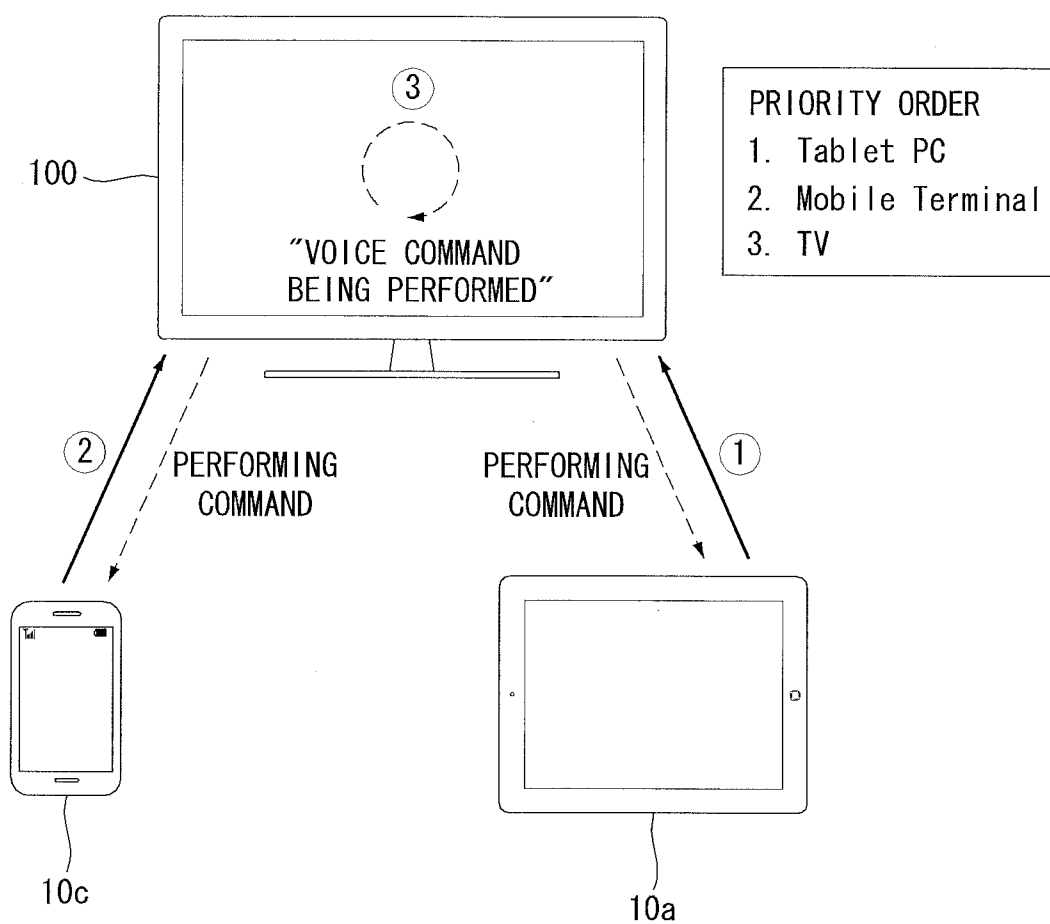 ③
"VOICE COMMAND
BEING PERFORMED"
100
PRIORITY ORDER
1. Tablet PC
2. Mobile Terminal
3. TV
②
PERFORMING
COMMAND
PERFORMING
COMMAND
①
10c
10a